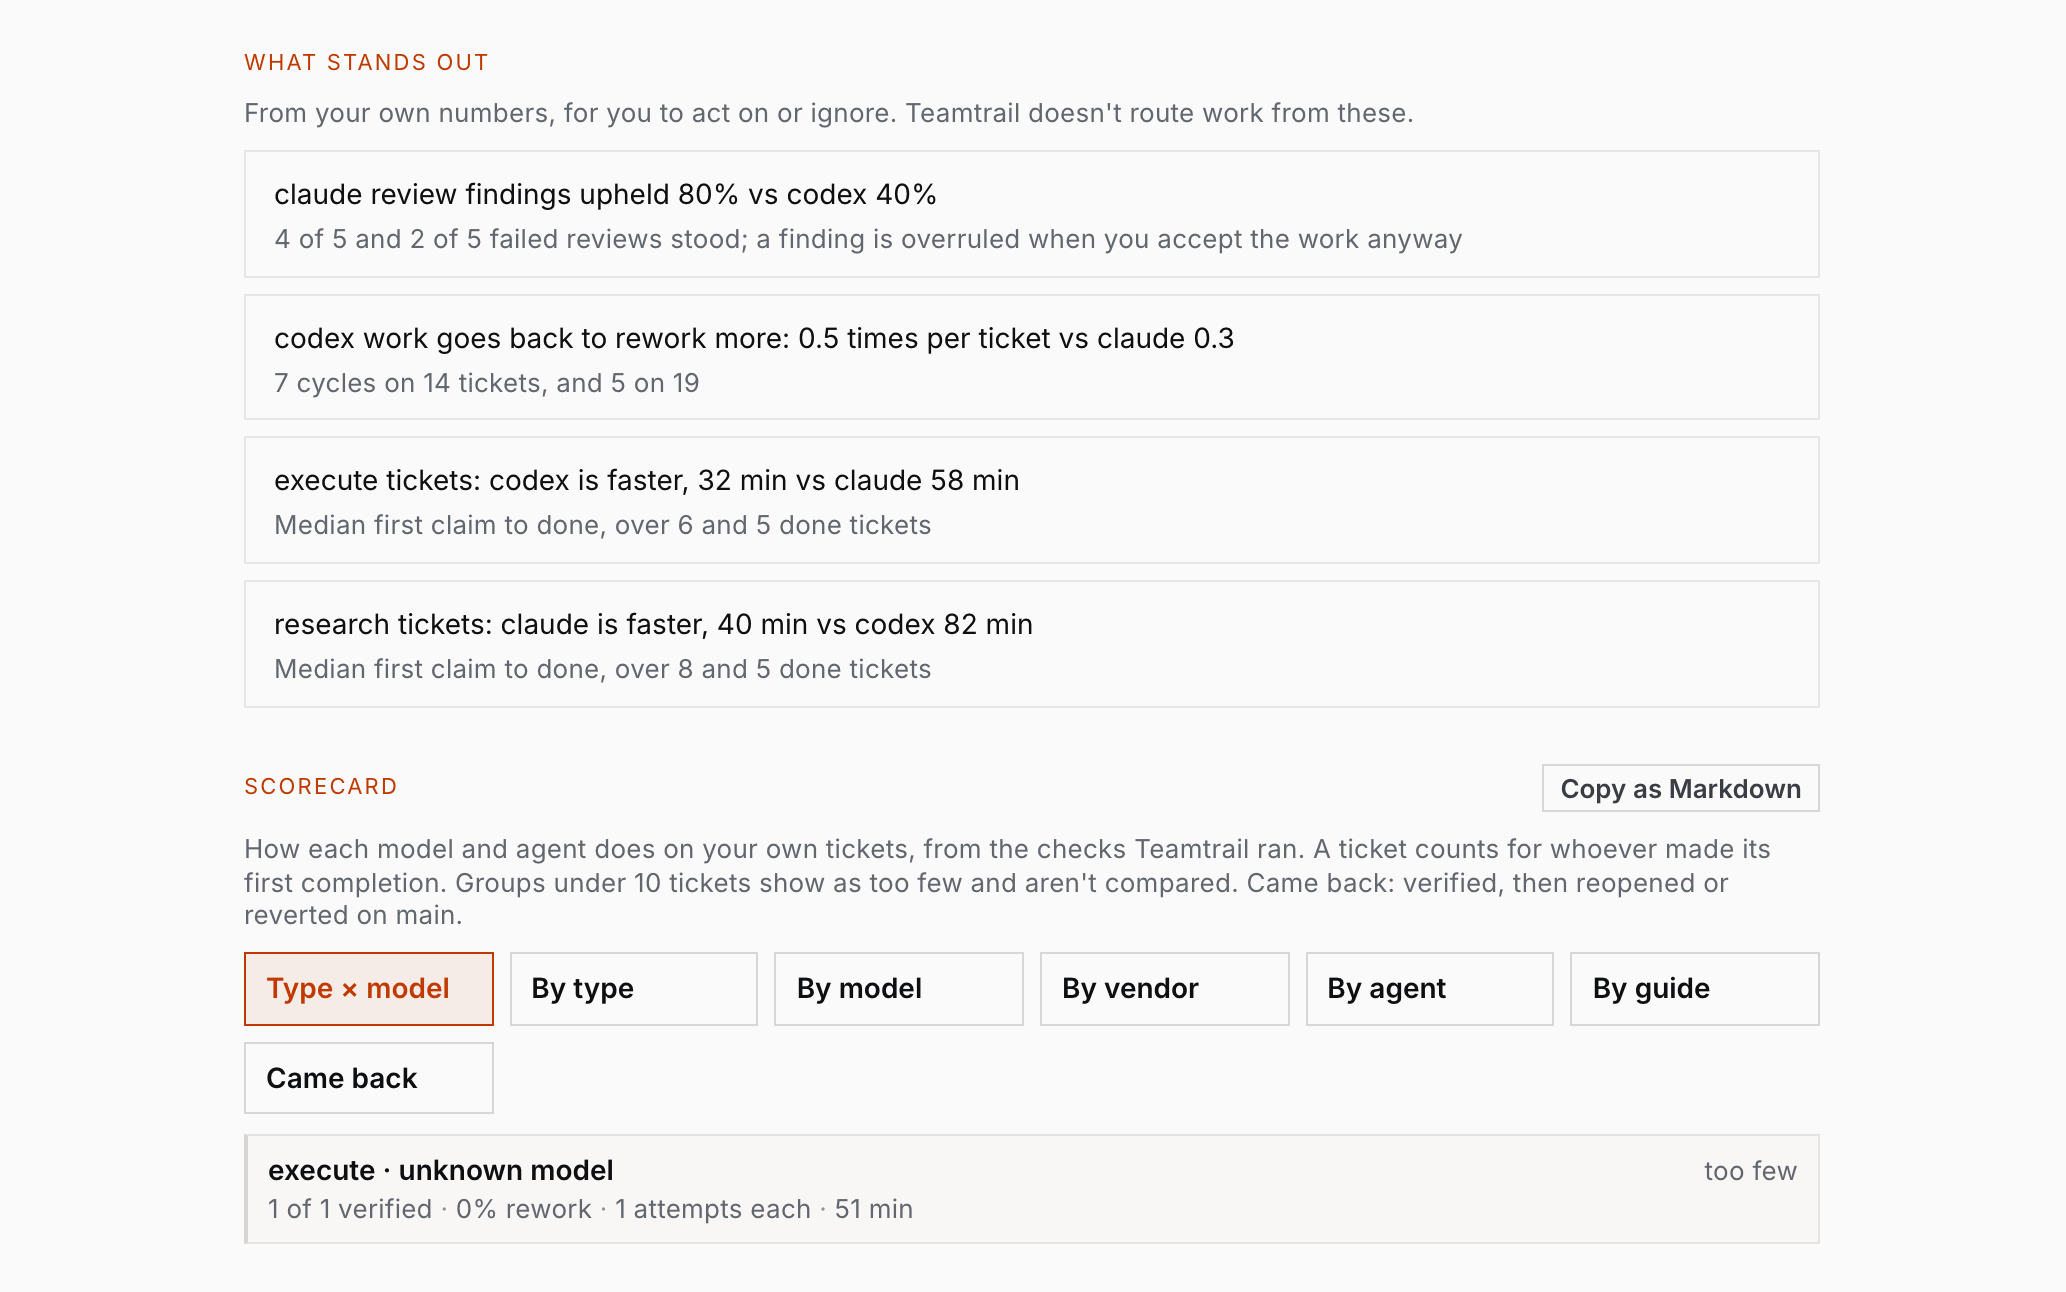 WHAT STANDS OUT
From your own numbers, for you to act on or ignore. Teamtrail doesn't route work from these.
claude review findings upheld 80% vs codex 40%
4 of 5 and 2 of 5 failed reviews stood; a finding is overruled when you accept the work anyway
codex work goes back to rework more: 0.5 times per ticket vs claude 0.3
7 cycles on 14 tickets, and 5 on 19
execute tickets: codex is faster, 32 min vs claude 58 min
Median first claim to done, over 6 and 5 done tickets
research tickets: claude is faster, 40 min vs codex 82 min
Median first claim to done, over 8 and 5 done tickets
SCORECARD
Copy as Markdown
How each model and agent does on your own tickets, from the checks Teamtrail ran. A ticket counts for whoever made its
first completion. Groups under 10 tickets show as too few and aren't compared. Came back: verified, then reopened or
reverted on main.
Type × model
By type
By model
By vendor
By agent
By guide
Came back
execute · unknown model
too few
1 of 1 verified · 0% rework · 1 attempts each · 51 min